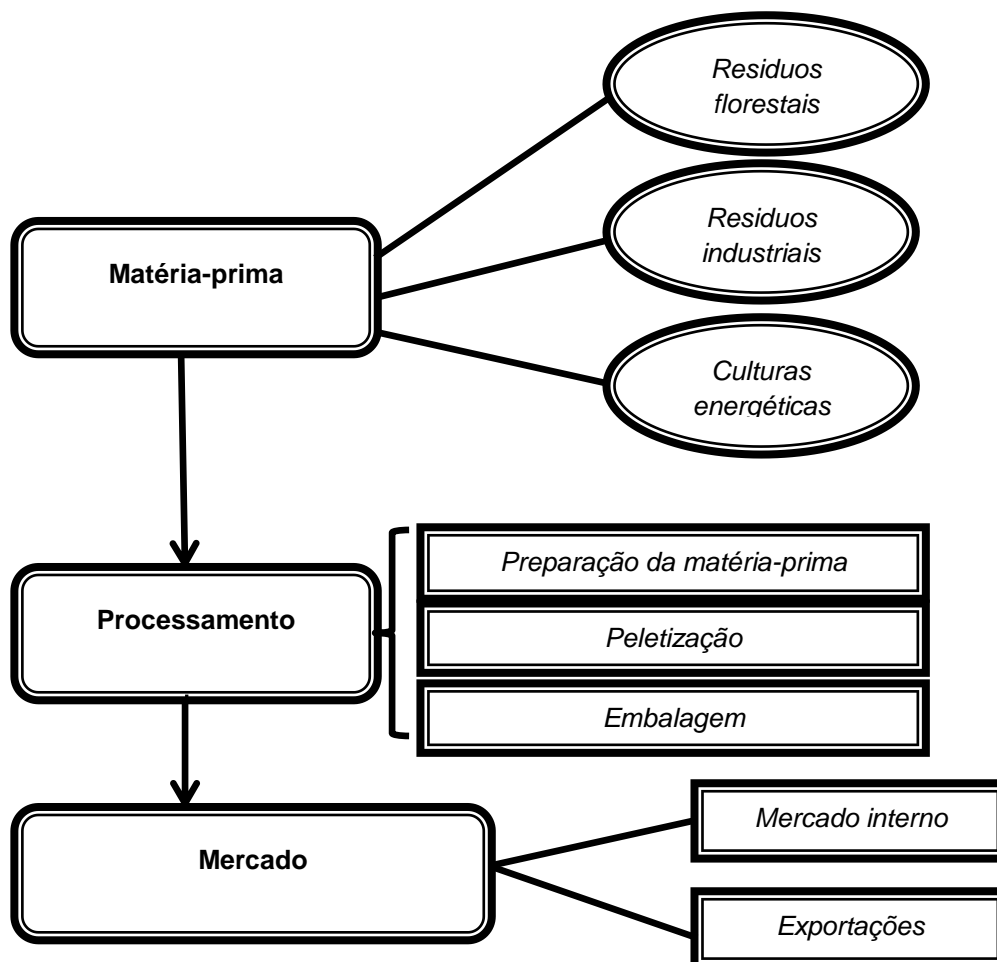 Residuos
florestais
Matéria-prima
Residuos
industriais
Culturas
energéticas
Processamento
Preparação da matéria-prima
Peletização
Embalagem
Mercado
Mercado interno
Exportações